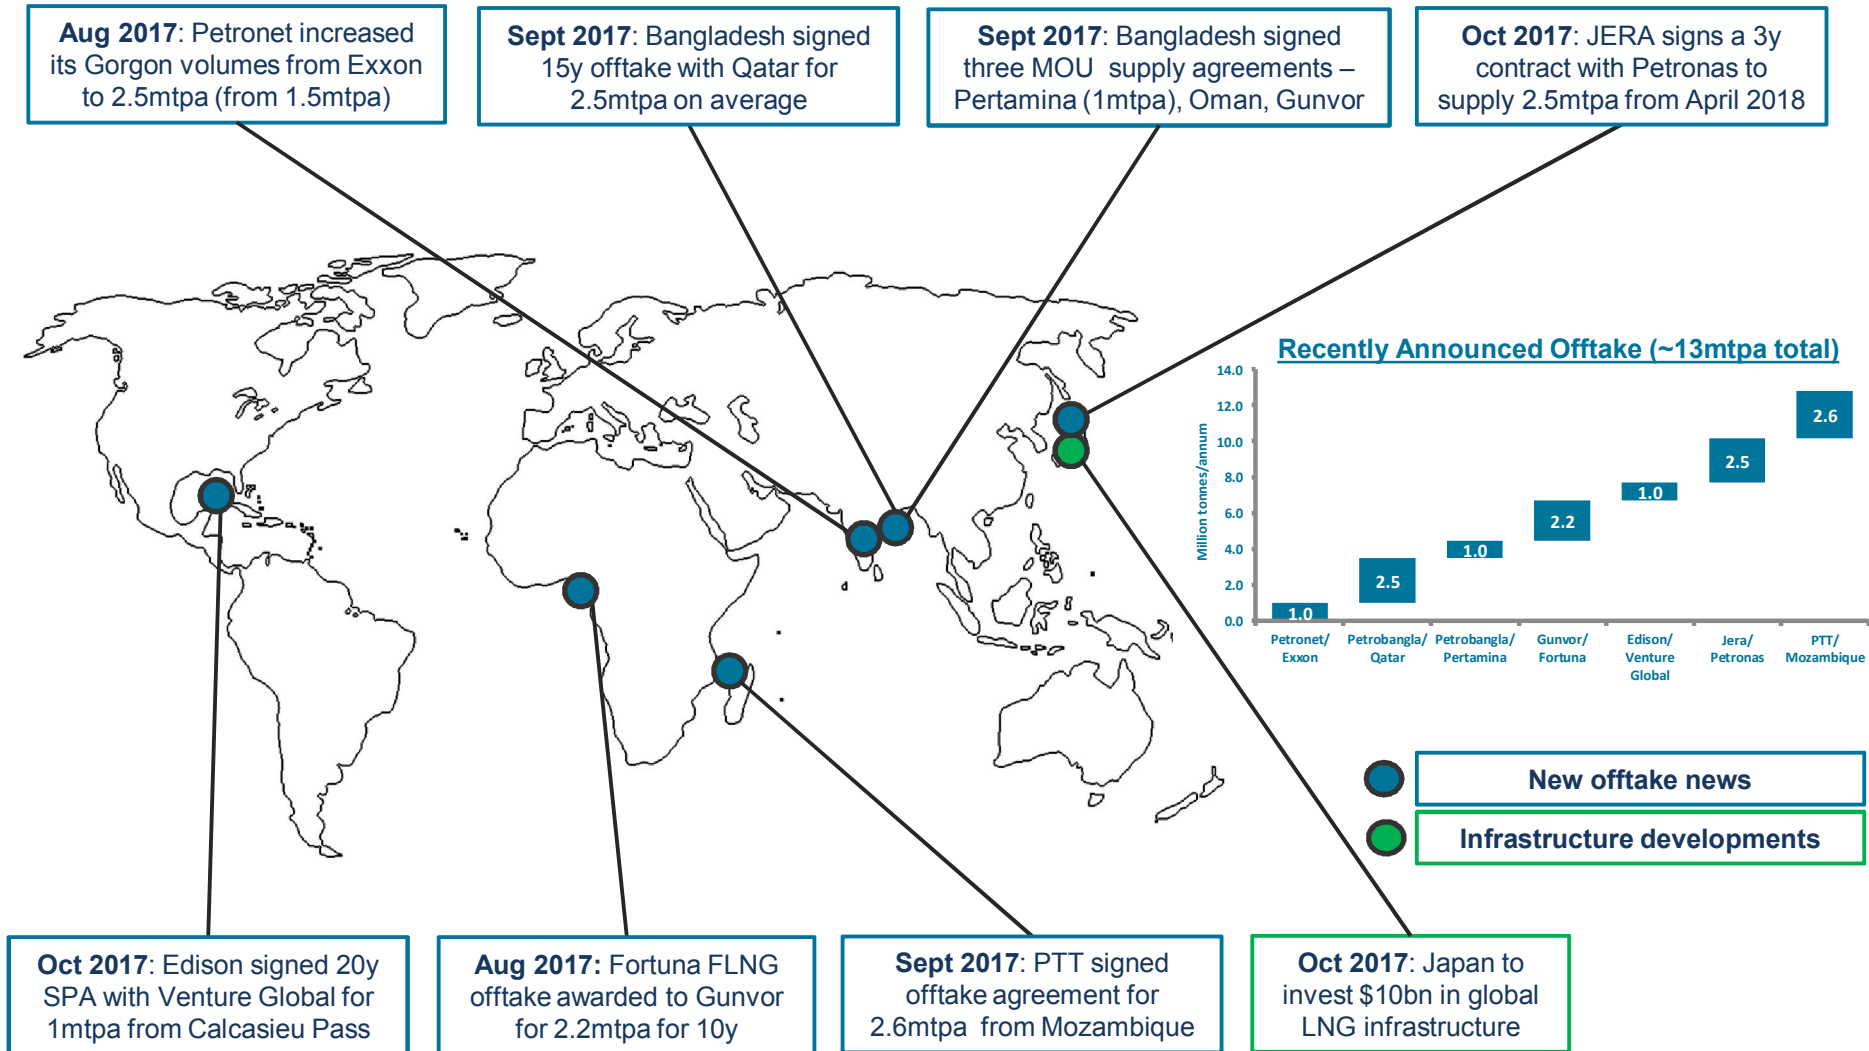 Aug 2017: Petronet increased
its Gorgon volumes from Exxon
to 2.5mtpa (from 1.5mtpa)
Sept 2017: Bangladesh signed
15y offtake with Qatar for
2.5mtpa on average
Sept 2017: Bangladesh signed
three MOU supply agreements –
Pertamina (1mtpa), Oman, Gunvor
Oct 2017: JERA signs a 3y
contract with Petronas to
supply 2.5mtpa from April 2018
Recently Announced Offtake (~13mtpa total)
Million tonnes/annum
14.0
12.0
10.0
8.0
6.0
4.0
2.0
0.0
1.0
2.5
1.0
2.2
1.0
2.5
2.6
Petronet/
Exxon
Petrobangla/
Qatar
Petrobangla/
Pertamina
Gunvor/
Fortuna
Edison/
Venture
Global
Jera/
Petronas
PTT/
Mozambique
New offtake news
Infrastructure developments
Oct 2017: Edison signed 20y
SPA with Venture Global for
1mtpa from Calcasieu Pass
Aug 2017: Fortuna FLNG
offtake awarded to Gunvor
for 2.2mtpa for 10y
Sept 2017: PTT signed
offtake agreement for
2.6mtpa from Mozambique
Oct 2017: Japan to
invest $10bn in global
LNG infrastructure